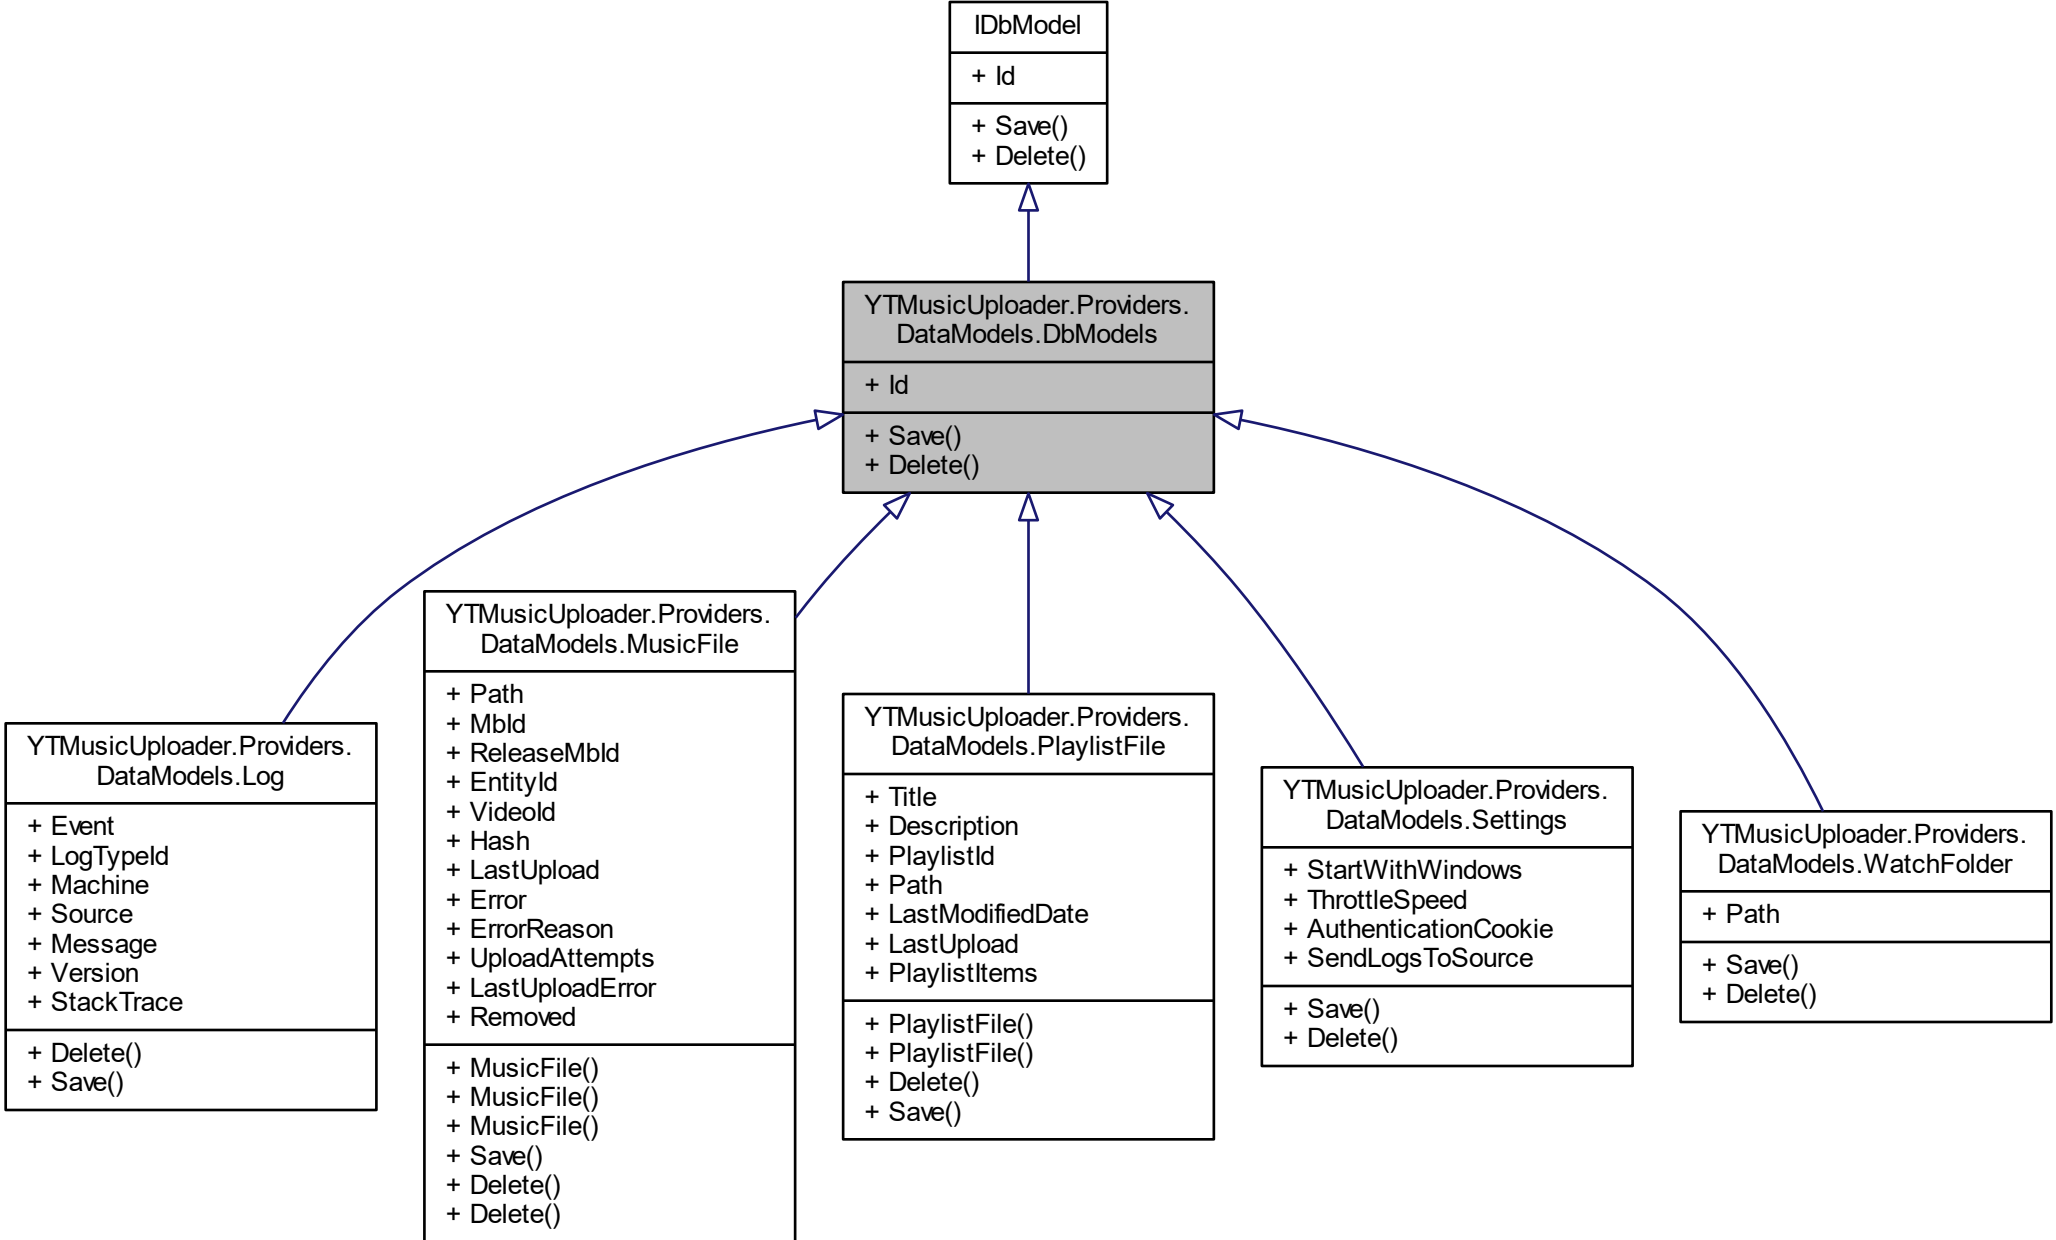 IDbModel
+ Id
+ Save()
+ Delete()
YTMusicUploader.Providers.
DataModels.DbModels
+ Id
+ Save()
+ Delete()
YTMusicUploader.Providers.
DataModels.Log
+ Event
+ LogTypeId
+ Machine
+ Source
+ Message
+ Version
+ StackTrace
+ Delete()
+ Save()
YTMusicUploader.Providers.
DataModels.MusicFile
+ Path
+ MbId
+ ReleaseMbId
+ EntityId
+ VideoId
+ Hash
+ LastUpload
+ Error
+ ErrorReason
+ UploadAttempts
+ LastUploadError
+ Removed
+ MusicFile()
+ MusicFile()
+ MusicFile()
+ Save()
+ Delete()
+ Delete()
YTMusicUploader.Providers.
DataModels.PlaylistFile
+ Title
+ Description
+ PlaylistId
+ Path
+ LastModifiedDate
+ LastUpload
+ PlaylistItems
+ PlaylistFile()
+ PlaylistFile()
+ Delete()
+ Save()
YTMusicUploader.Providers.
DataModels.Settings
+ StartWithWindows
+ ThrottleSpeed
+ AuthenticationCookie
+ SendLogsToSource
+ Save()
+ Delete()
YTMusicUploader.Providers.
DataModels.WatchFolder
+ Path
+ Save()
+ Delete()